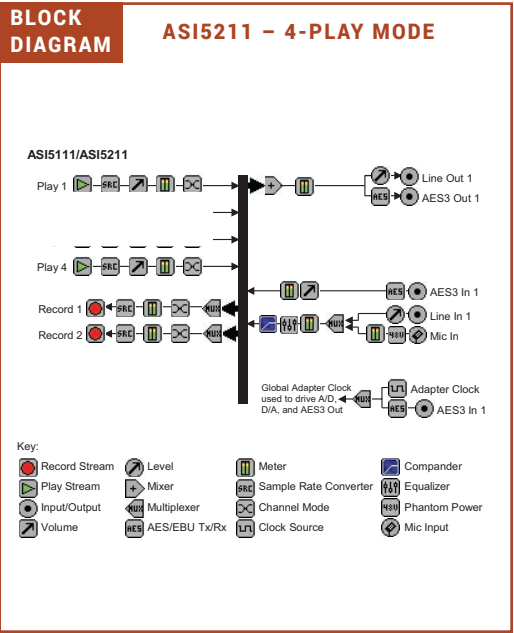 BLOCK
DIAGRAM
ASI5211 – 4-PLAY MODE
ASI5111/ASI5211
Play 1
SRC
+
Line Out 1
AES
AES3 Out 1
Play 4
SRC
AES
AES3 In 1
Record 1
SRC
MUX
Line In 1
MUX
Record 2
SRC
MUX
48V
Mic In
Global Adapter Clock
used to drive A/D,
D/A, and AES3 Out
MUX
Adapter Clock
AES
AES3 In 1
Key:
Record Stream
Level
Meter
Compander
Play Stream
+
Mixer
SRC
Sample Rate Converter
Equalizer
Input/Output
MUX
Multiplexer
Channel Mode
48V
Phantom Power
Volume
AES
AES/EBU Tx/Rx
Clock Source
Mic Input